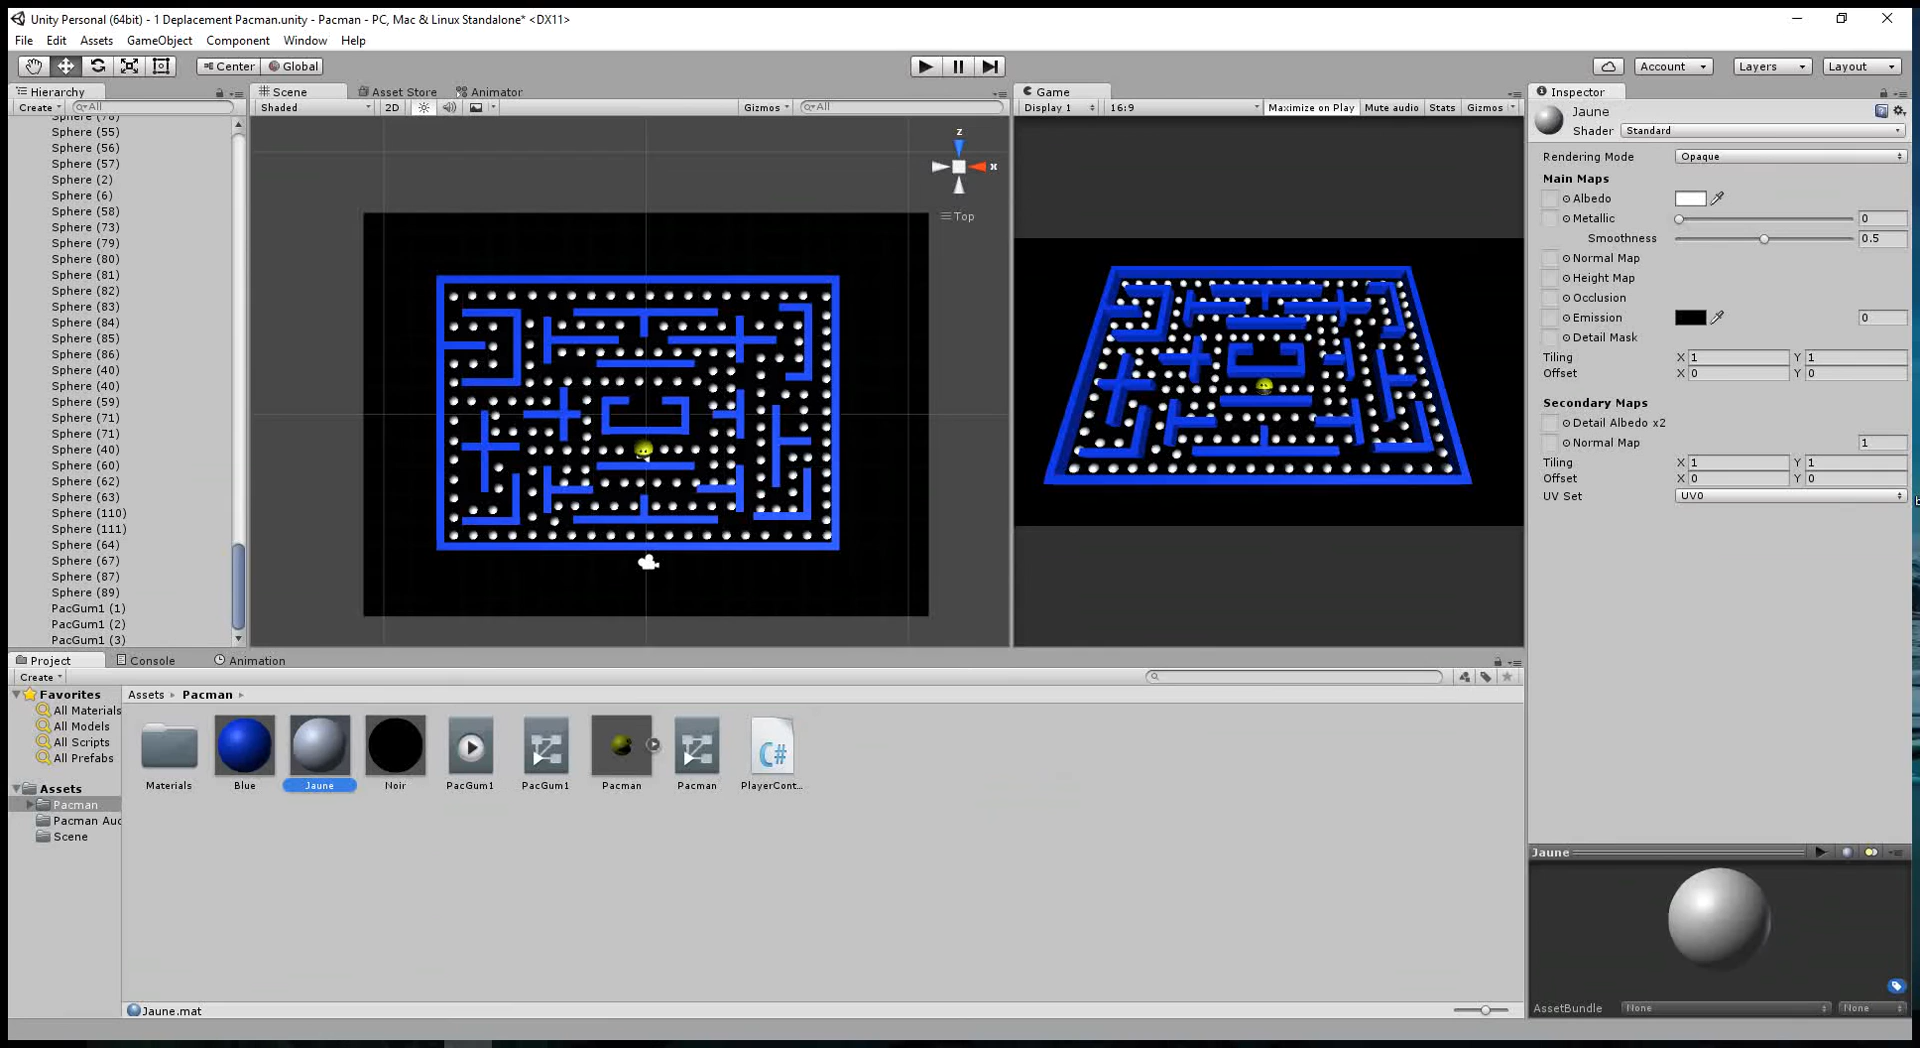 Unity Personal (64bit) - 1 Deplacement Pacman.unity - Pacman - PC, Mac & Linux Standalone* <DX11>
File Edit Assets GameObject Component Window Help
Center Global Account Layers Layout
Hierarchy
Create All
Sphere (78)
Sphere (55)
Sphere (56)
Sphere (57)
Sphere (2)
Sphere (6)
Sphere (58)
Sphere (73)
Sphere (79)
Sphere (80)
Sphere (81)
Sphere (82)
Sphere (83)
Sphere (84)
Sphere (85)
Sphere (86)
Sphere (40)
Sphere (40)
Sphere (59)
Sphere (71)
Sphere (71)
Sphere (40)
Sphere (60)
Sphere (62)
Sphere (63)
Sphere (110)
Sphere (111)
Sphere (64)
Sphere (67)
Sphere (87)
Sphere (89)
PacGum1 (1)
PacGum1 (2)
PacGum1 (3)
Scene Asset Store Animator
Shaded 2D Gizmos All
z
x
Top
Game
Display 1 16:9 Maximize on Play Mute audio Stats Gizmos
Inspector
Jaune
Shader Standard
Rendering Mode Opaque
Main Maps
Albedo
Metallic 0
Smoothness 0.5
Normal Map
Height Map
Occlusion
Emission 0
Detail Mask
Tiling X 1 Y 1
Offset X 0 Y 0
Secondary Maps
Detail Albedo x2
Normal Map 1
Tiling X 1 Y 1
Offset X 0 Y 0
UV Set UV0
Project Console Animation
Create
Favorites
All Materials
All Models
All Scripts
All Prefabs
Assets
Pacman
Pacman Auc
Scene
Assets Pacman
Materials Blue Jaune Noir PacGum1 PacGum1 Pacman Pacman PlayerCont...
C#
Jaune.mat
Jaune
AssetBundle None None